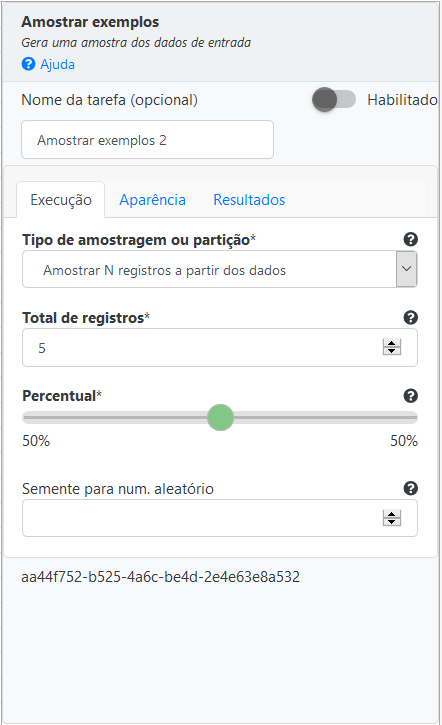 Amostrar exemplos
Gera uma amostra dos dados de entrada
Ajuda
Nome da tarefa (opcional) Habilitado
Amostrar exemplos 2
Execução Aparência Resultados
Tipo de amostragem ou partição*
Amostrar N registros a partir dos dados
Total de registros*
5
Percentual*
50% 50%
Semente para num. aleatório
aa44f752-b525-4a6c-be4d-2e4e63e8a532